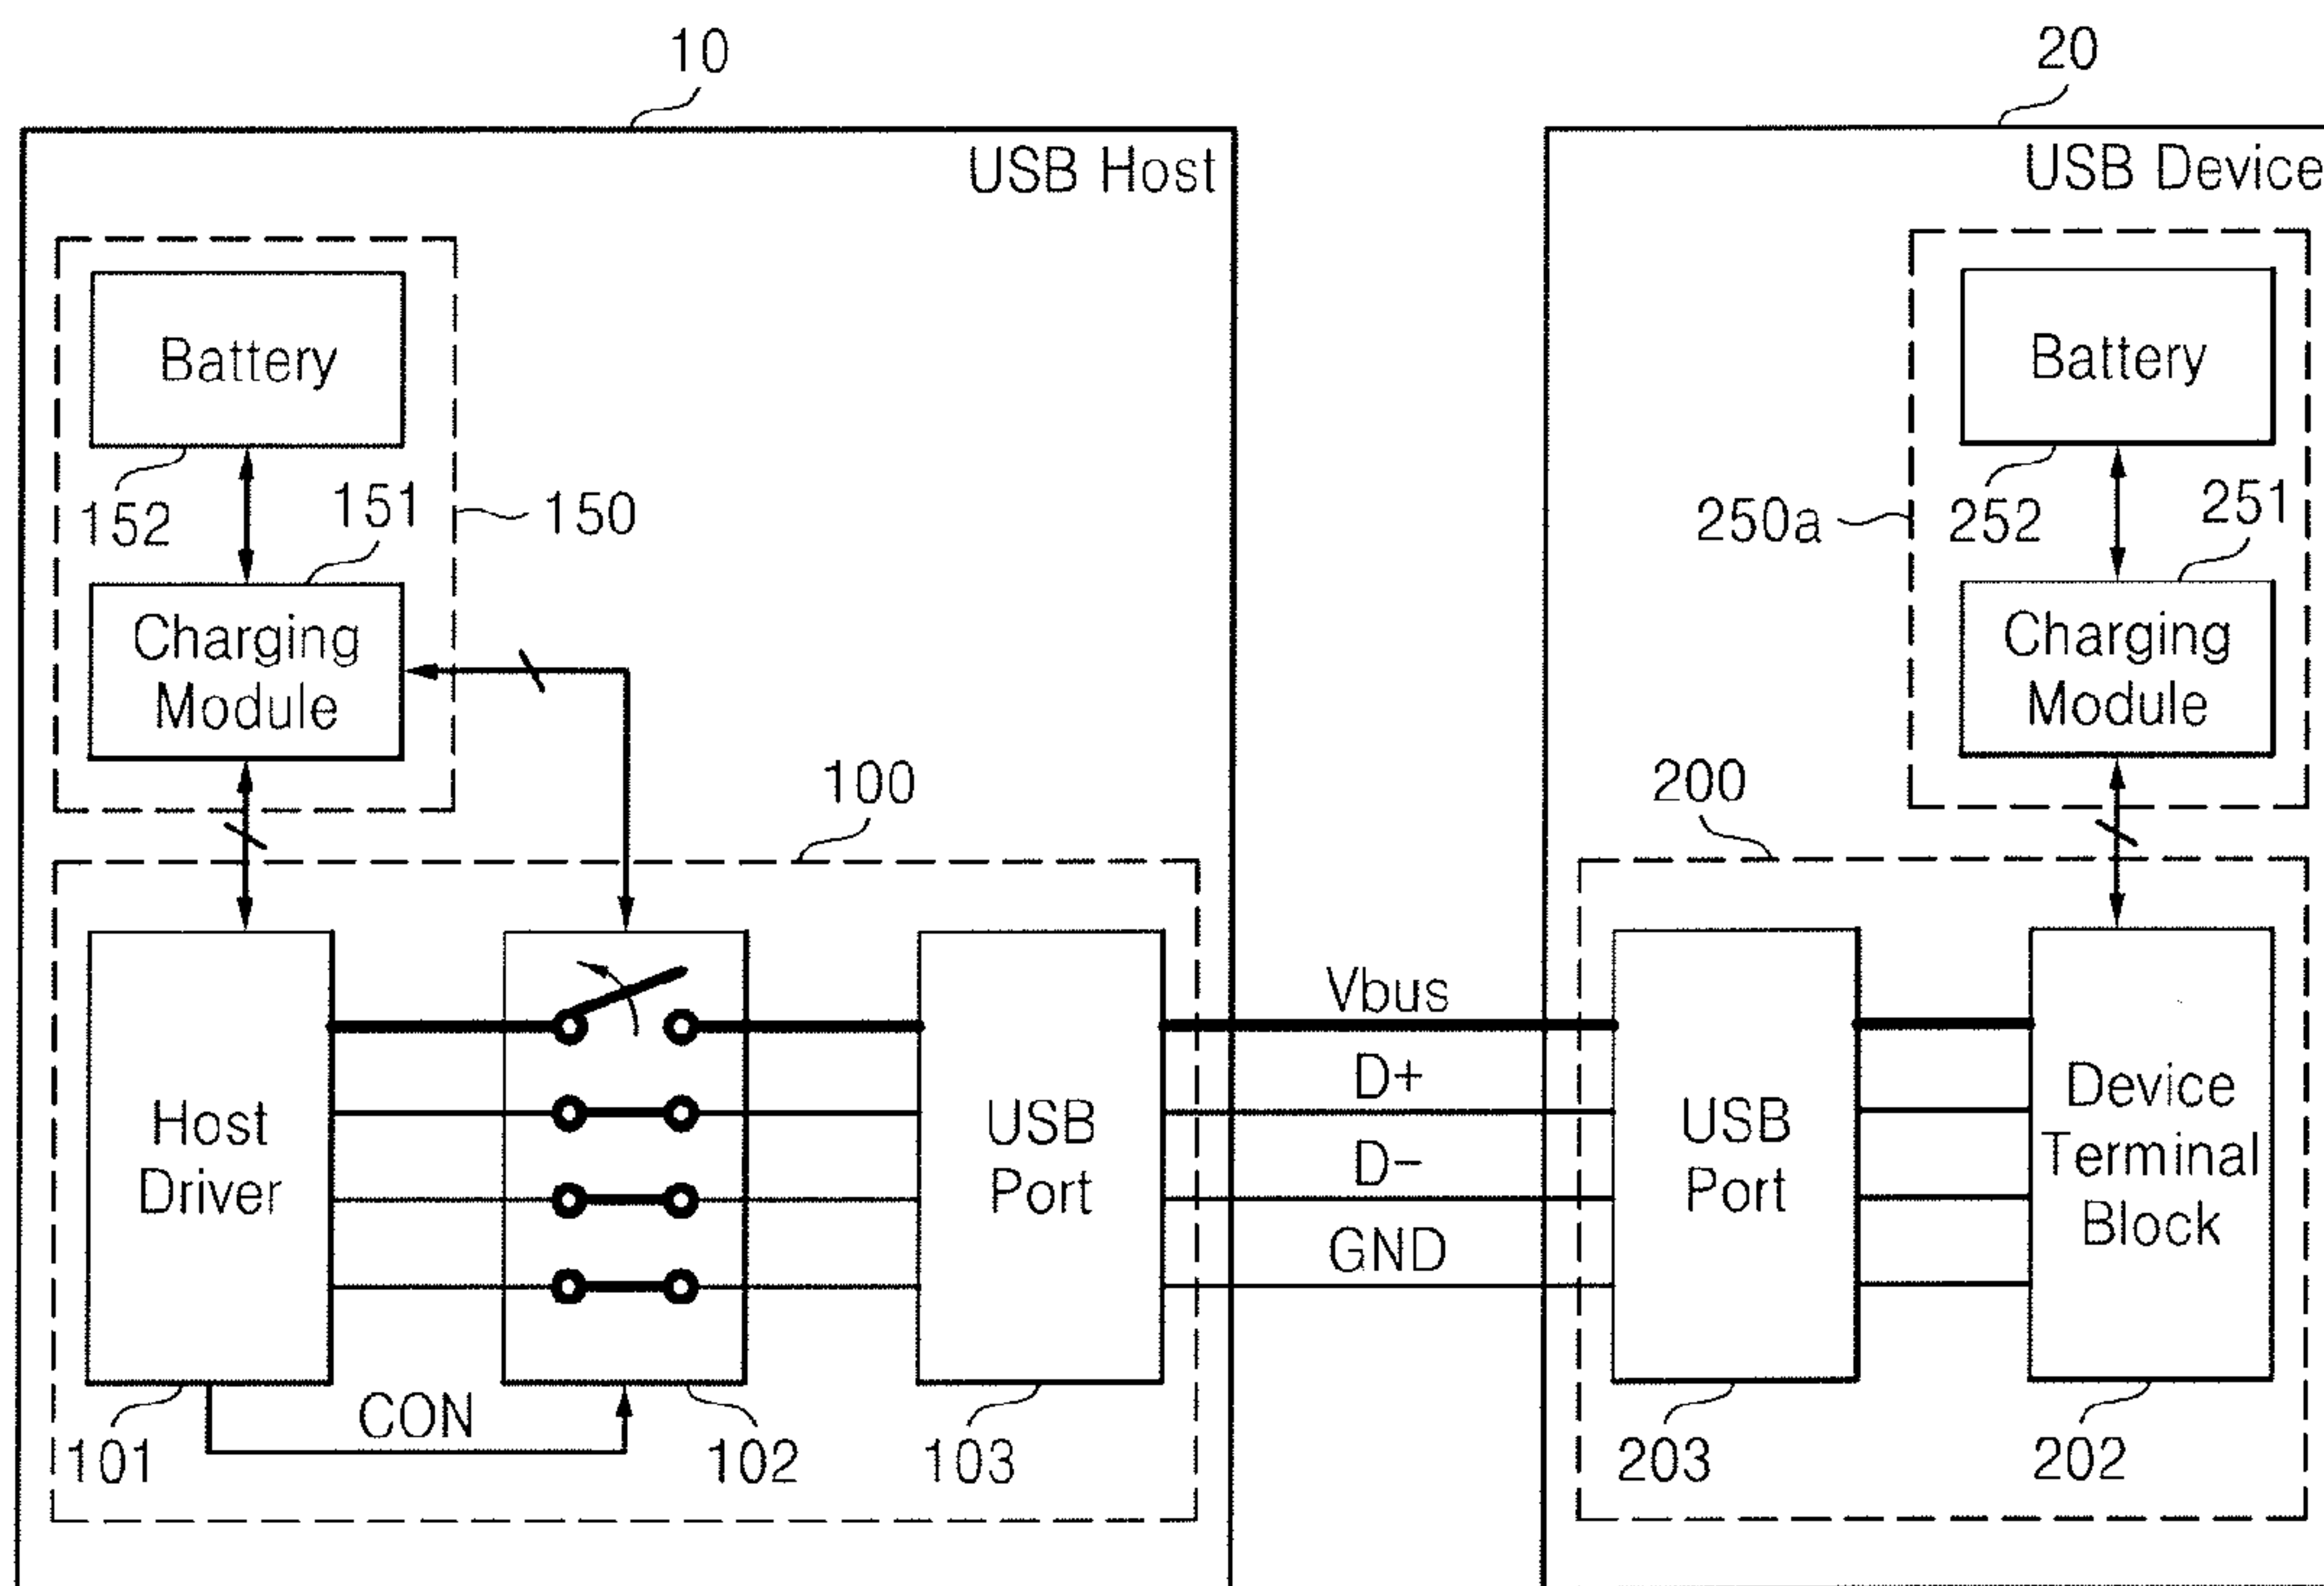 10
20
USB Host
USB Device
Battery
Battery
152
151
150
250a
252
251
Charging
Module
Charging
Module
100
200
Host
Driver
USB
Port
Vbus
D+
D-
GND
USB
Port
Device
Terminal
Block
CON
101
102
103
203
202